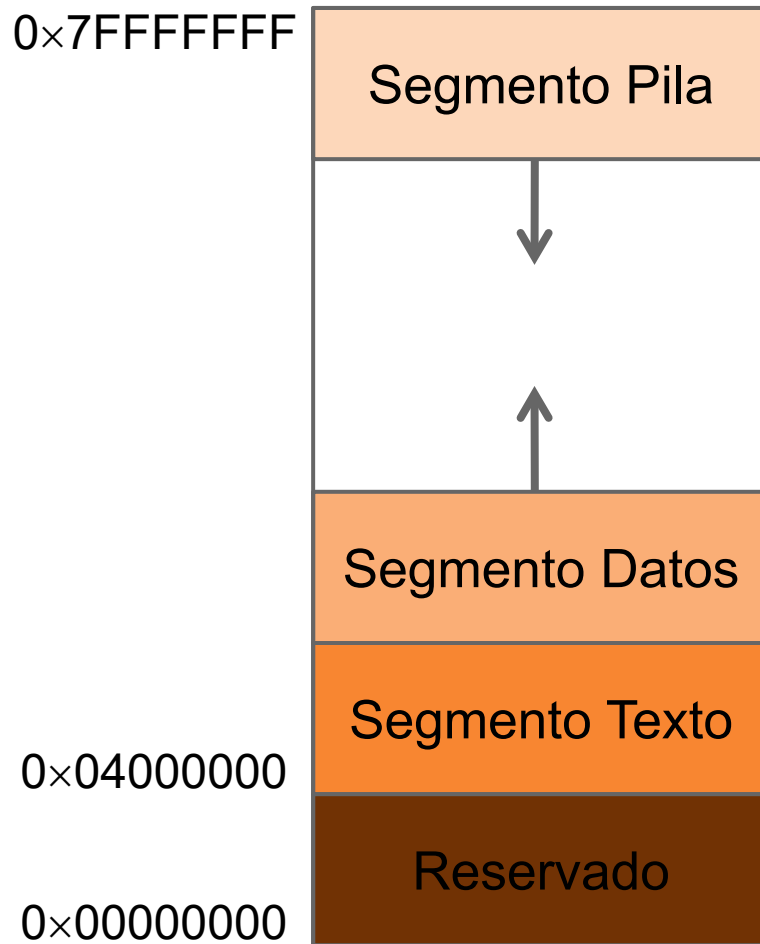 0×7FFFFFFF
Segmento Pila
Segmento Datos
Segmento Texto
0×04000000
Reservado
0×00000000